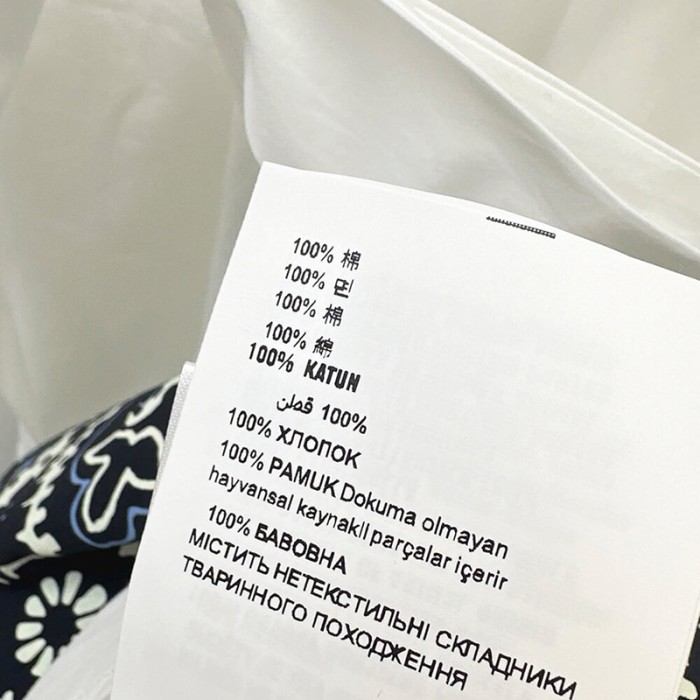 100% 棉
100% 면
100% 棉
100% 綿
100% KATUN
100% قطن
100% ХЛОПОК
100% PAMUK Dokuma olmayan
hayvansal kaynaklı parçalar içerir
100% БАВОВНА
МІСТИТЬ НЕТЕКСТИЛЬНІ СКЛАДНИКИ
ТВАРИННОГО ПОХОДЖЕННЯ